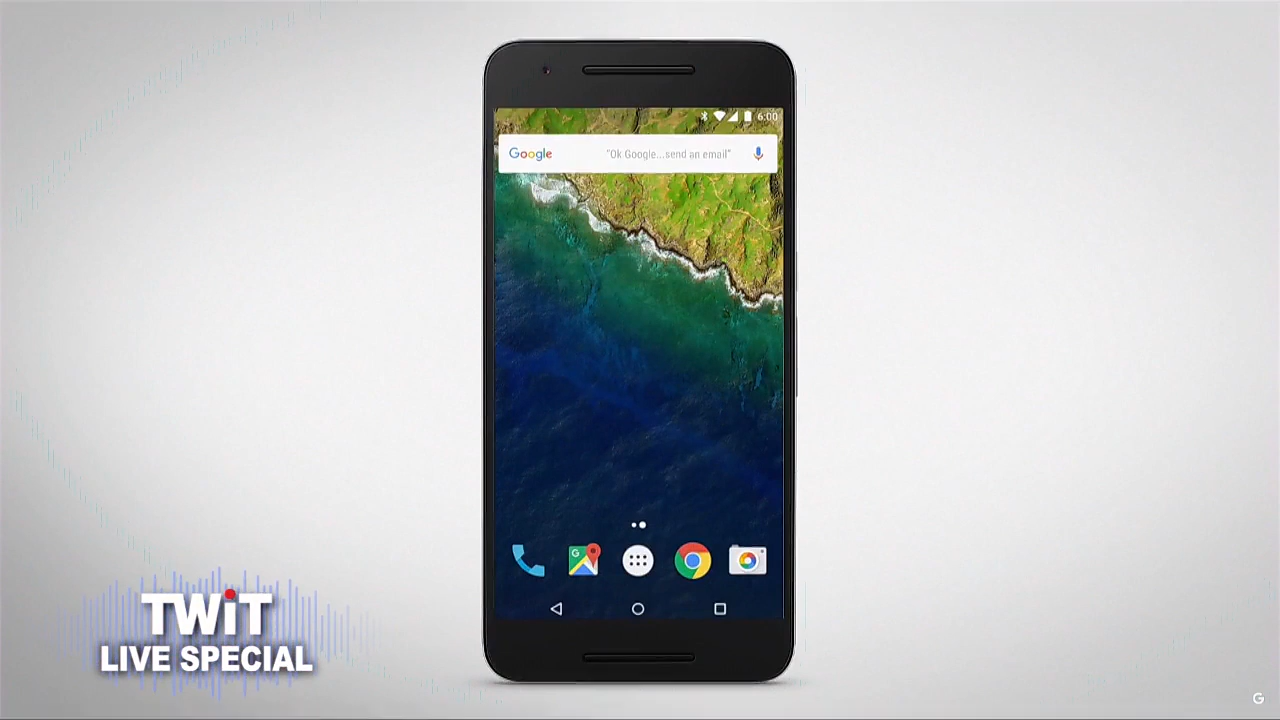 6:00
Google "Ok Google...send an email"
G
TWiT
LIVE SPECIAL
G